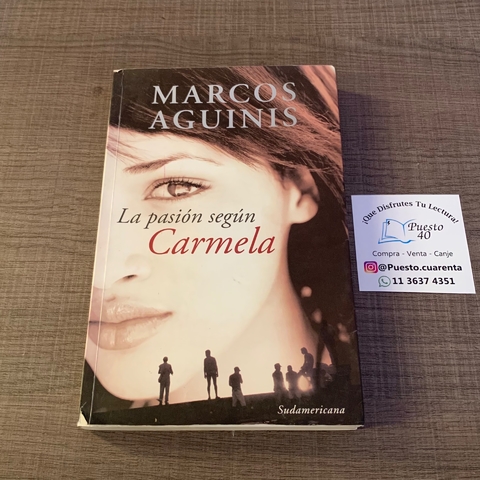 MARCOS
AGUINIS
La pasión según
Carmela
Sudamericana
¡Que Disfrutes Tu Lectura!
Puesto
40
Compra - Venta - Canje
@Puesto.cuarenta
11 3637 4351